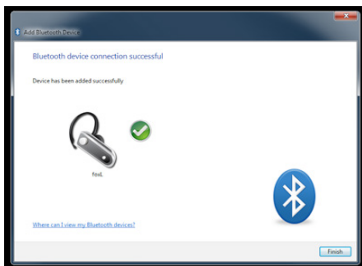 Add Bluetooth Device
Bluetooth device connection successful
Device has been added successfully
Where can I view my Bluetooth devices?
Finish